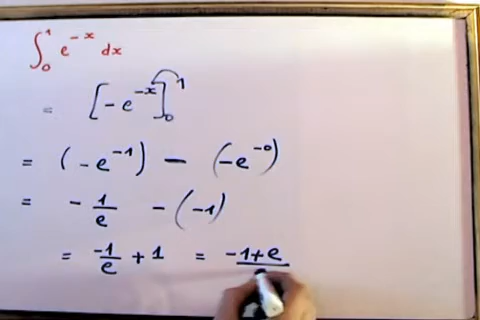 ∫₀¹ e⁻ˣ dx
= [-e⁻ˣ]₀¹
= (-e⁻¹) - (-e⁻⁰)
= - 1/e - (-1)
= -1/e + 1 = -1+e